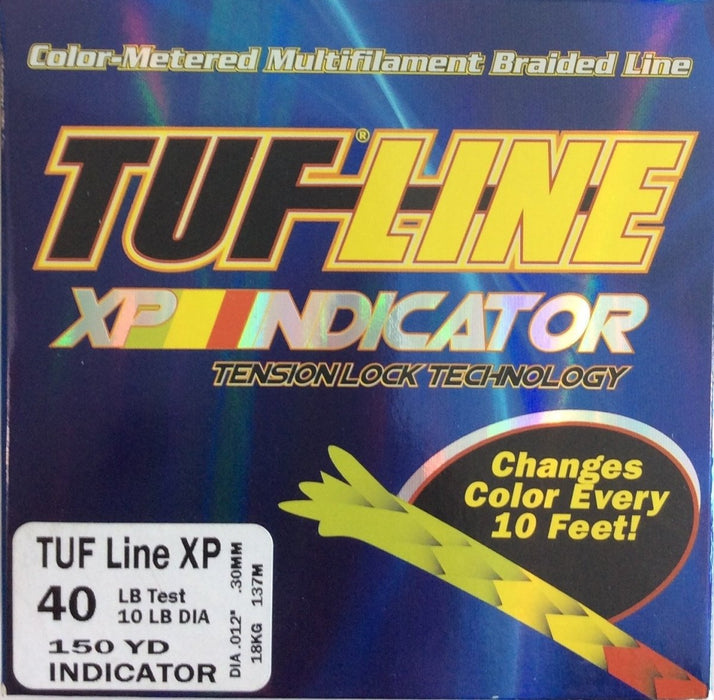 Color-Metered Multifilament Braided Line
TUF-LINE®
XP INDICATOR
TENSION LOCK TECHNOLOGY
Changes
Color Every
10 Feet!
TUF Line XP
40 LB Test
10 LB DIA
150 YD
INDICATOR
DIA .012" .30MM
18KG 137M